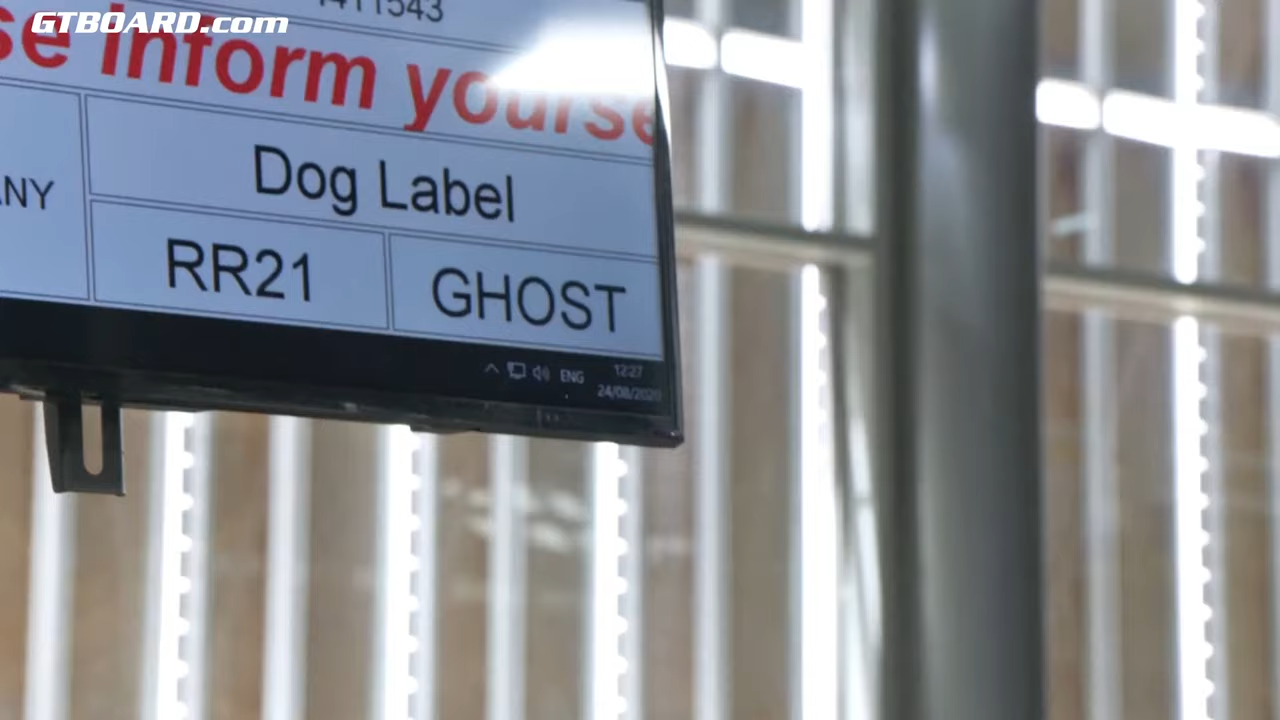 GTBOARD.com
1411543
se inform yourse
ANY
Dog Label
RR21
GHOST
ENG
12:27
24/08/2020